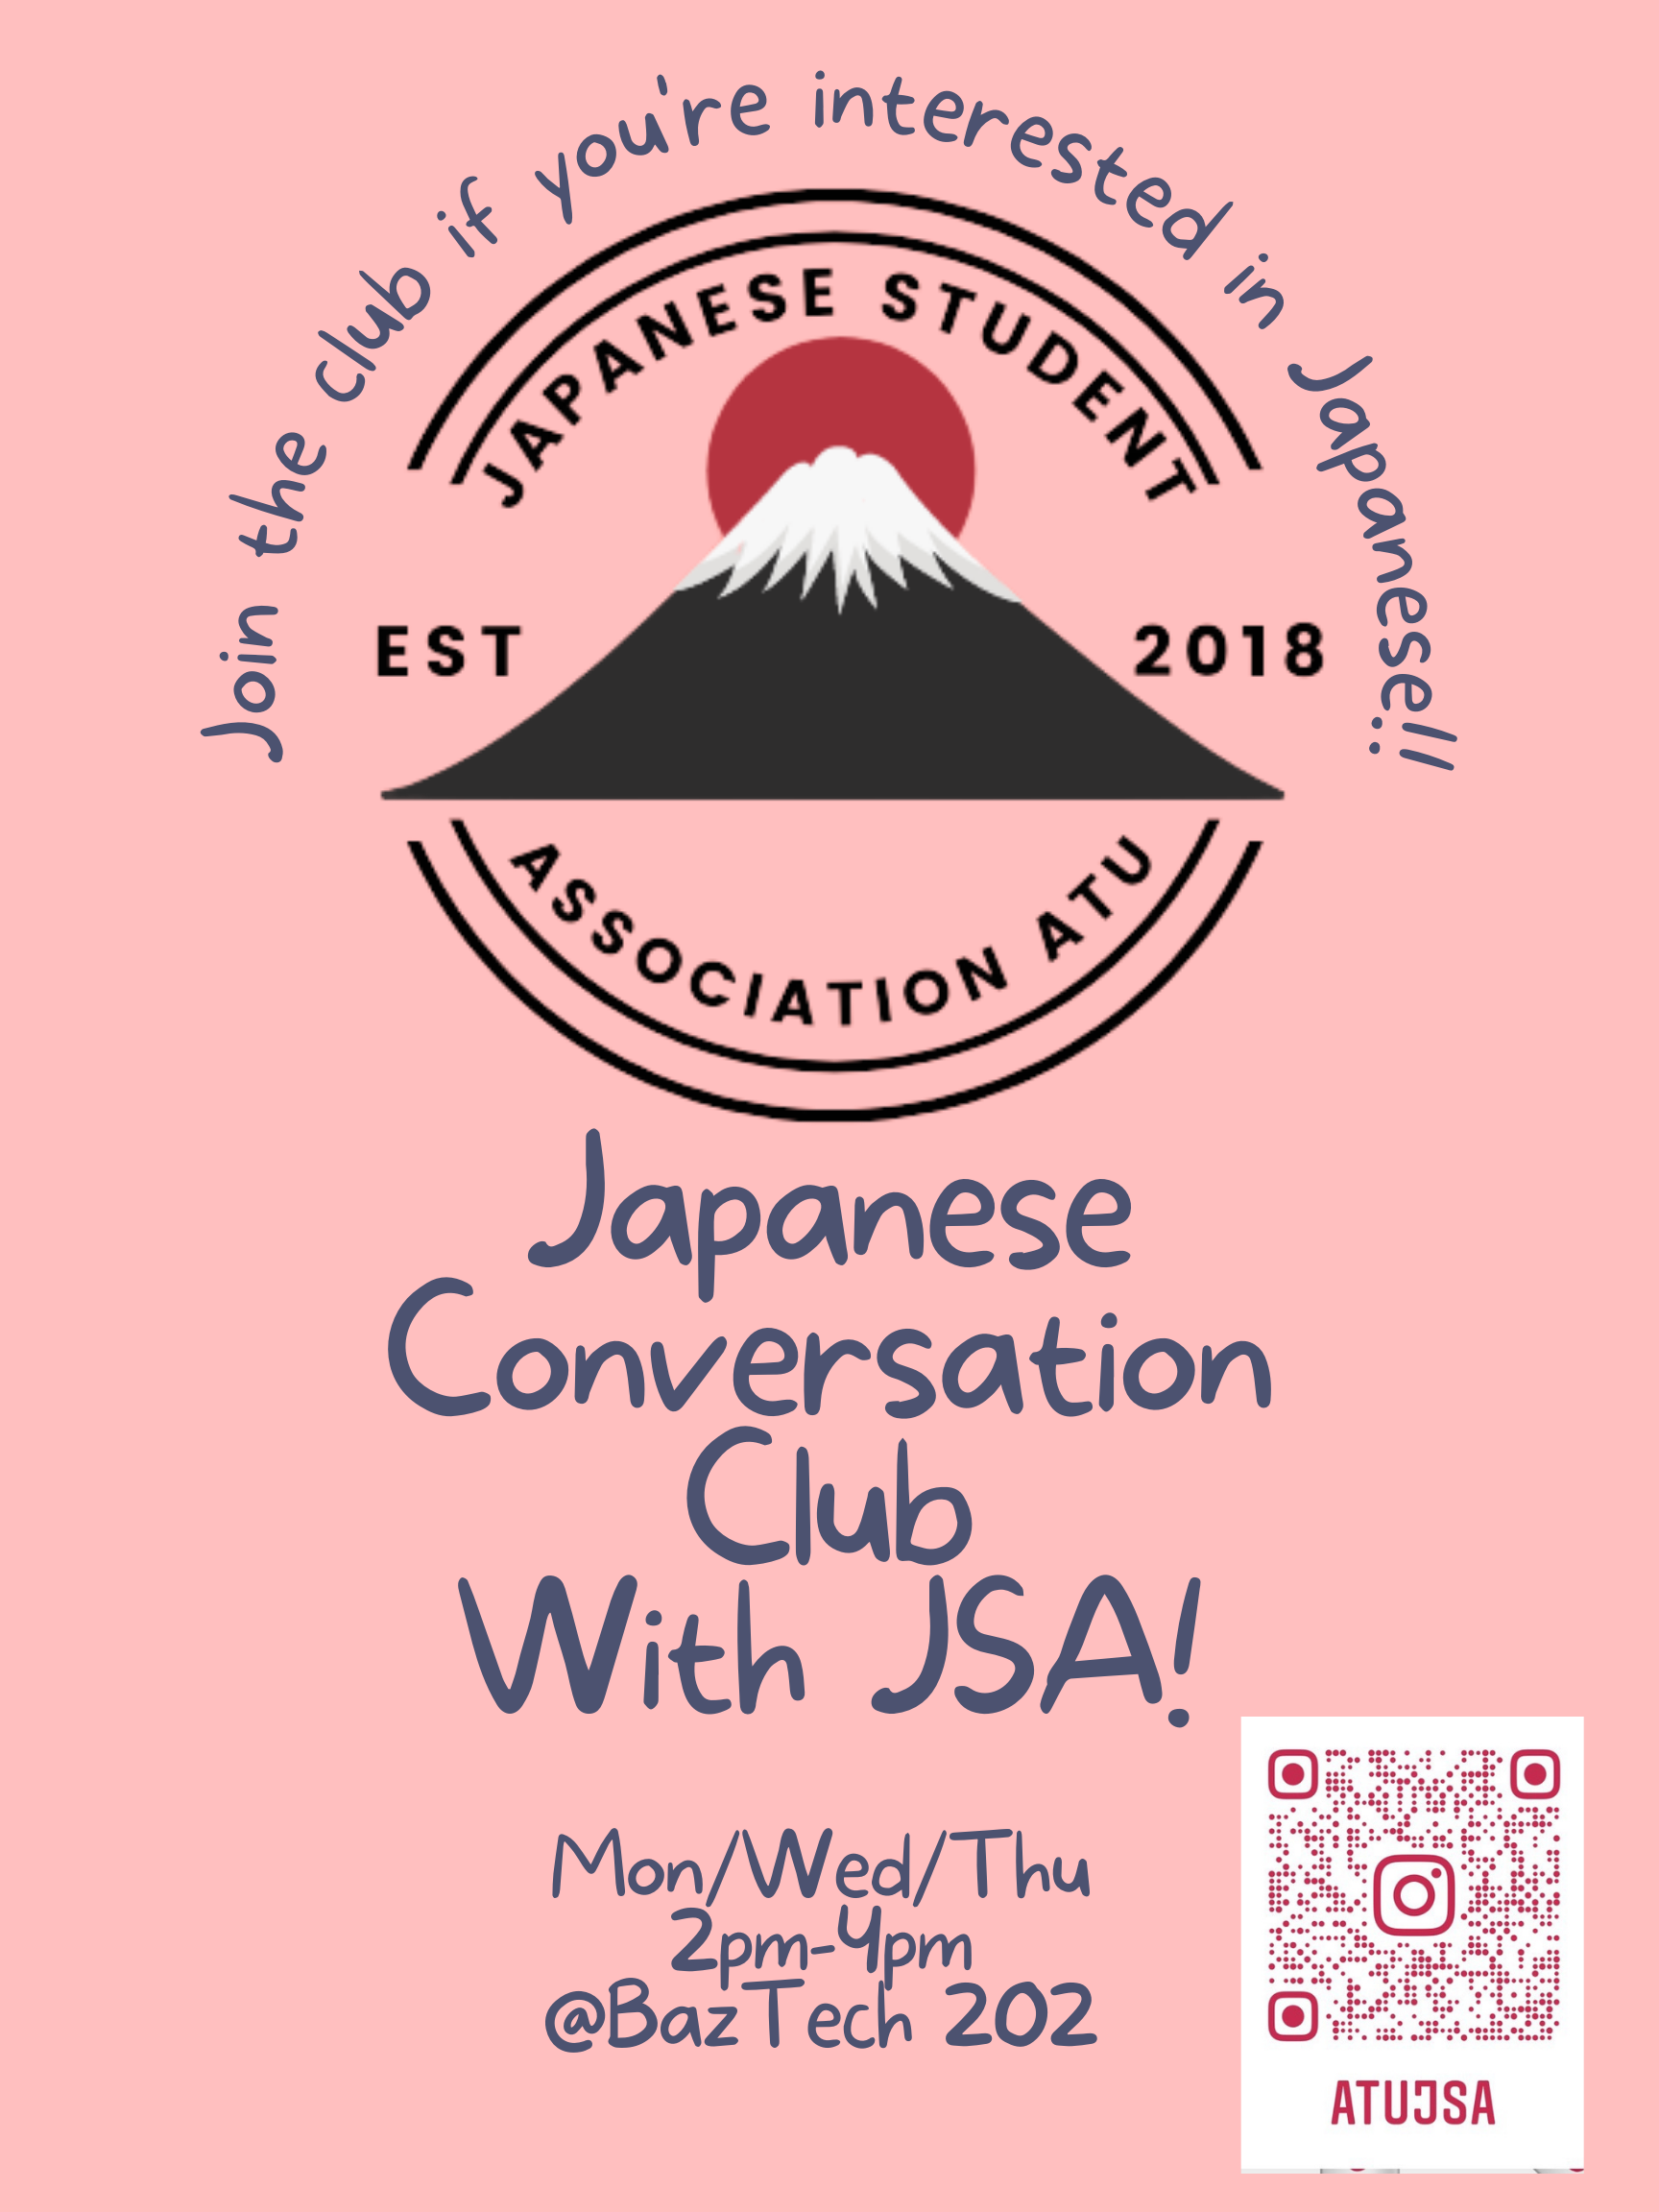 Join the club if you're interested in Japanese!!
JAPANESE STUDENT
EST 2018
ASSOCIATION ATU
Japanese
Conversation
Club
With JSA!
Mon/Wed/Thu
2pm-4pm
@BazTech 202
ATUJSA